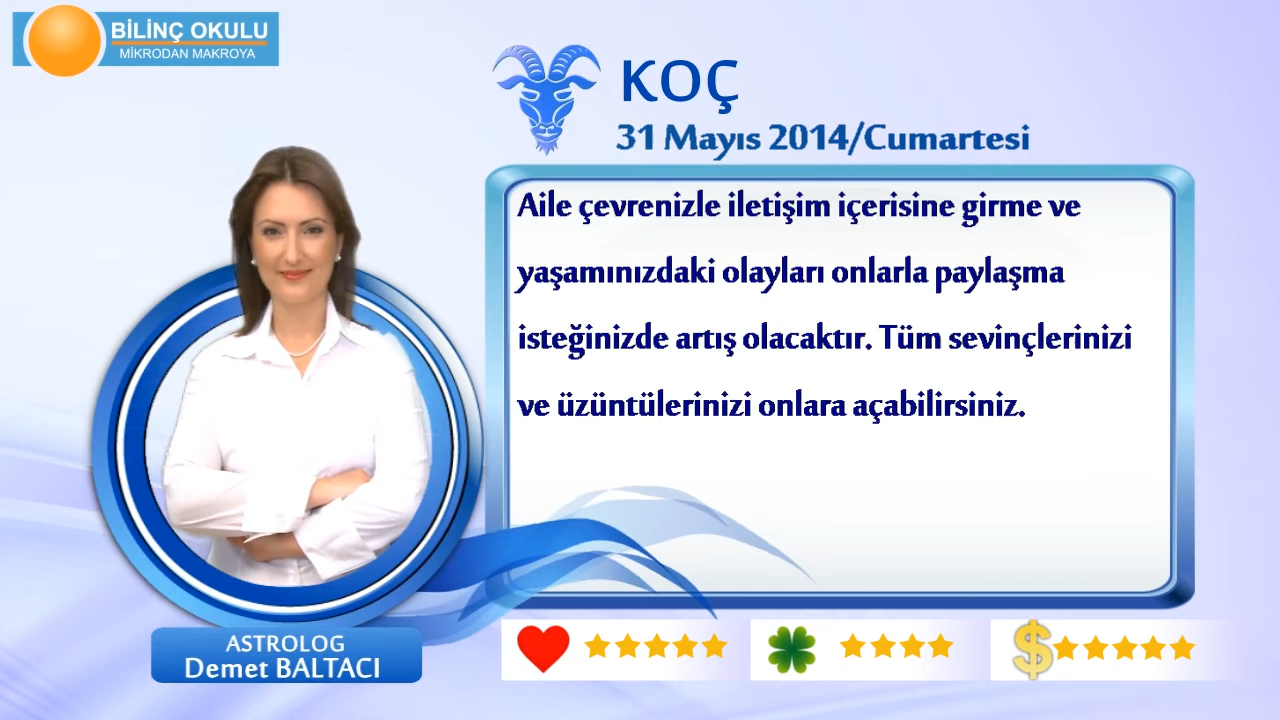 BİLİNÇ OKULU
MİKRODAN MAKROYA
KOÇ
31 Mayıs 2014/Cumartesi
Aile çevrenizle iletişim içerisine girme ve
yaşamınızdaki olayları onlarla paylaşma
isteğinizde artış olacaktır. Tüm sevinçlerinizi
ve üzüntülerinizi onlara açabilirsiniz.
ASTROLOG
Demet BALTACI